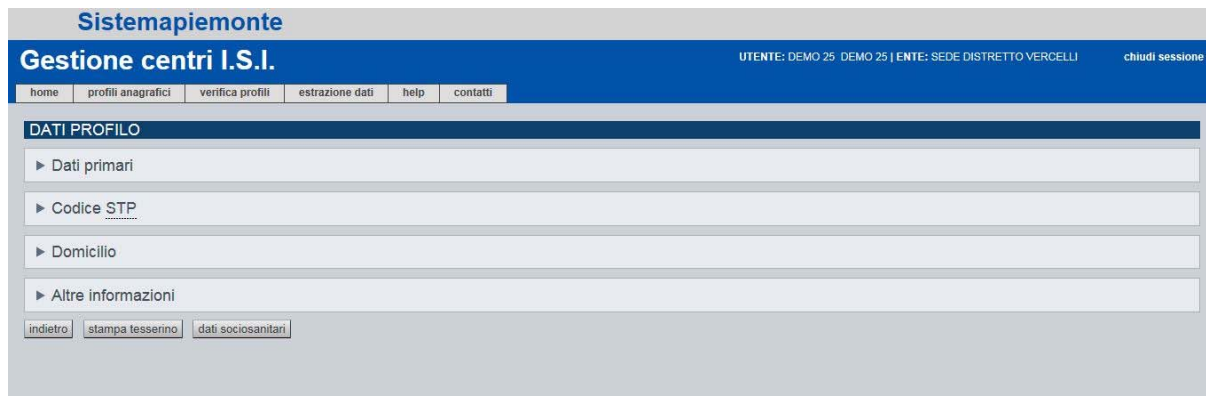 Sistemapiemonte
Gestione centri I.S.I.
UTENTE: DEMO 25 DEMO 25 | ENTE: SEDE DISTRETTO VERCELLI chiudi sessione
home profili anagrafici verifica profili estrazione dati help contatti
DATI PROFILO
Dati primari
Codice STP
Domicilio
Altre informazioni
indietro stampa tesserino dati sociosanitari